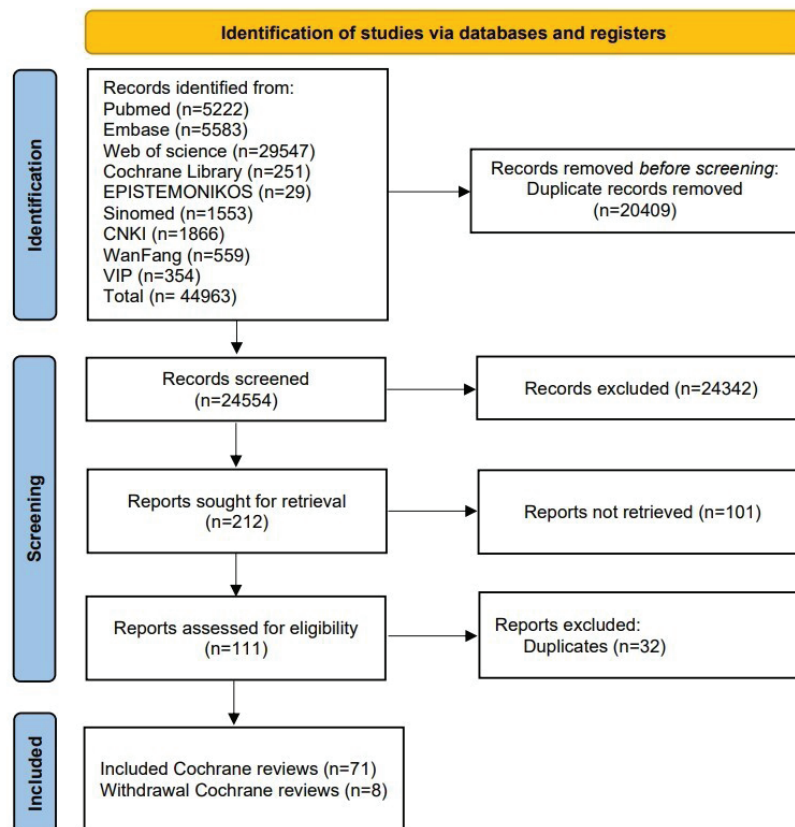 Identification of studies via databases and registers
Identification
Records identified from:
Pubmed (n=5222)
Embase (n=5583)
Web of science (n=29547)
Cochrane Library (n=251)
EPISTEMONIKOS (n=29)
Sinomed (n=1553)
CNKI (n=1866)
WanFang (n=559)
VIP (n=354)
Total (n= 44963)
Records removed before screening:
Duplicate records removed
(n=20409)
Screening
Records screened
(n=24554)
Records excluded (n=24342)
Reports sought for retrieval
(n=212)
Reports not retrieved (n=101)
Reports assessed for eligibility
(n=111)
Reports excluded:
Duplicates (n=32)
Included
Included Cochrane reviews (n=71)
Withdrawal Cochrane reviews (n=8)